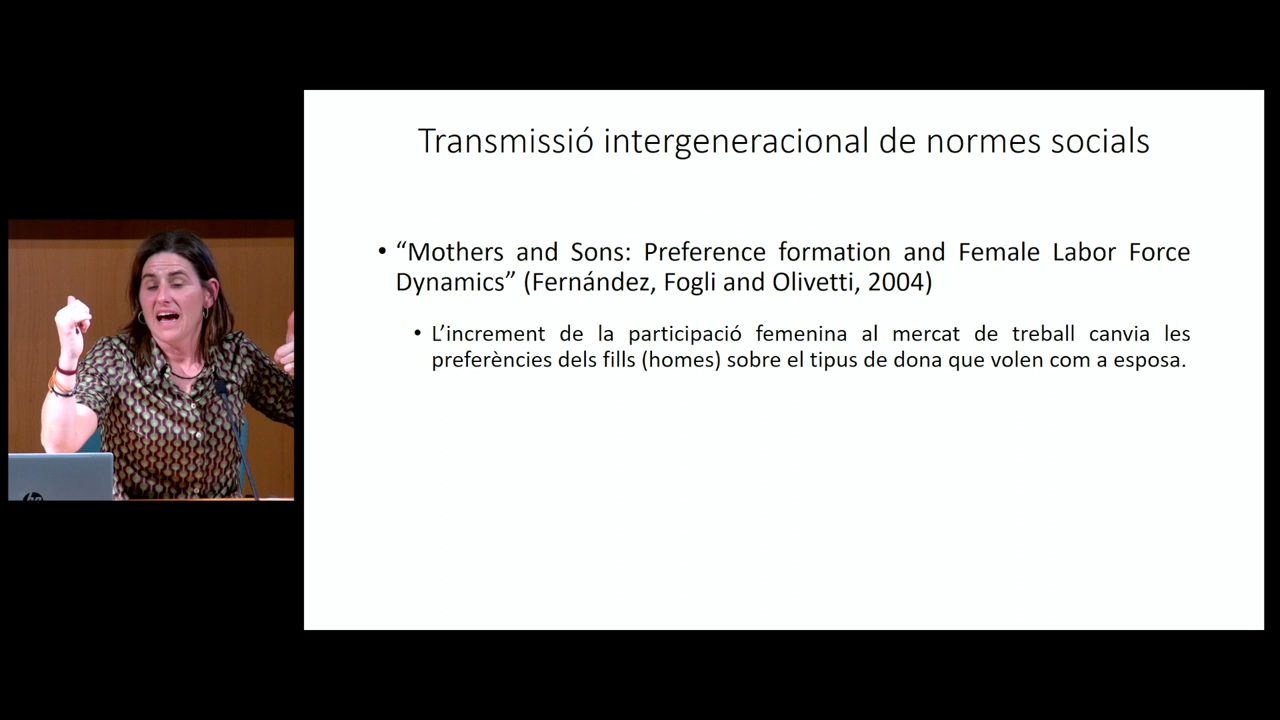 Transmissió intergeneracional de normes socials
• “Mothers and Sons: Preference formation and Female Labor Force
Dynamics” (Fernández, Fogli and Olivetti, 2004)
• L’increment de la participació femenina al mercat de treball canvia les
preferències dels fills (homes) sobre el tipus de dona que volen com a esposa.
hp